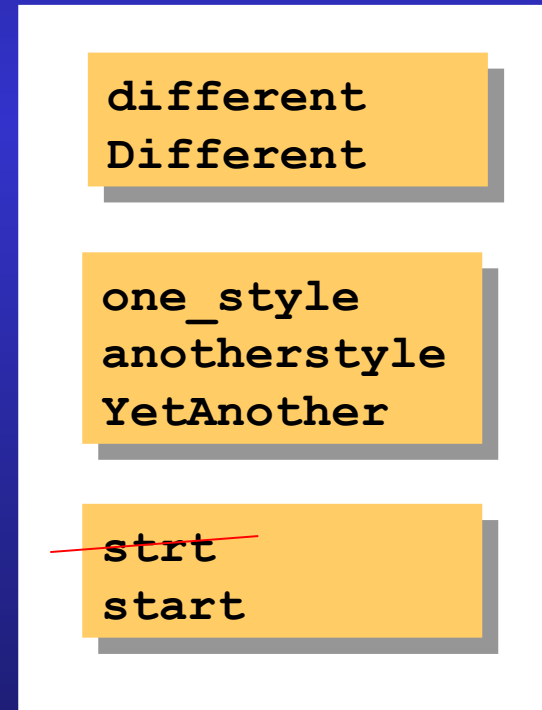 different
Different
one_style
anotherstyle
YetAnother
strt
start